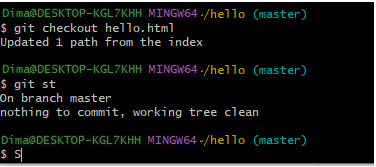 Dima@DESKTOP-KGL7KHH MINGW64 ~/hello (master)
$ git checkout hello.html
Updated 1 path from the index
Dima@DESKTOP-KGL7KHH MINGW64 ~/hello (master)
$ git st
On branch master
nothing to commit, working tree clean
Dima@DESKTOP-KGL7KHH MINGW64 ~/hello (master)
$ S